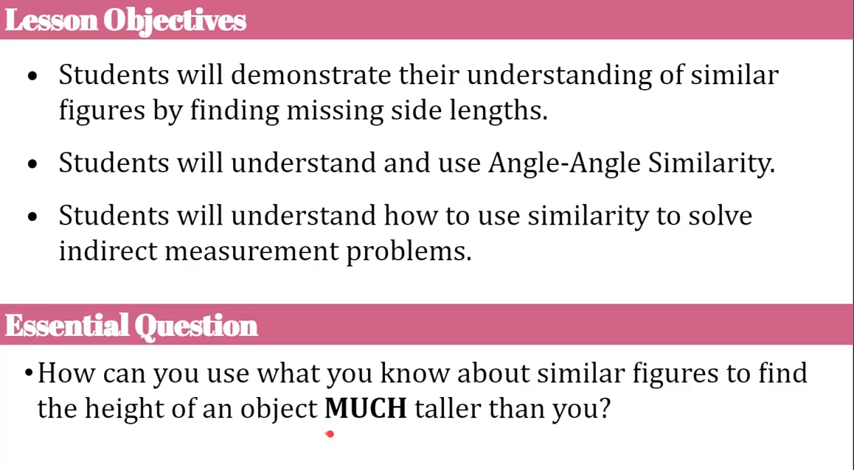 Lesson Objectives
• Students will demonstrate their understanding of similar
figures by finding missing side lengths.
• Students will understand and use Angle-Angle Similarity.
• Students will understand how to use similarity to solve
indirect measurement problems.
Essential Question
•How can you use what you know about similar figures to find
the height of an object MUCH taller than you?